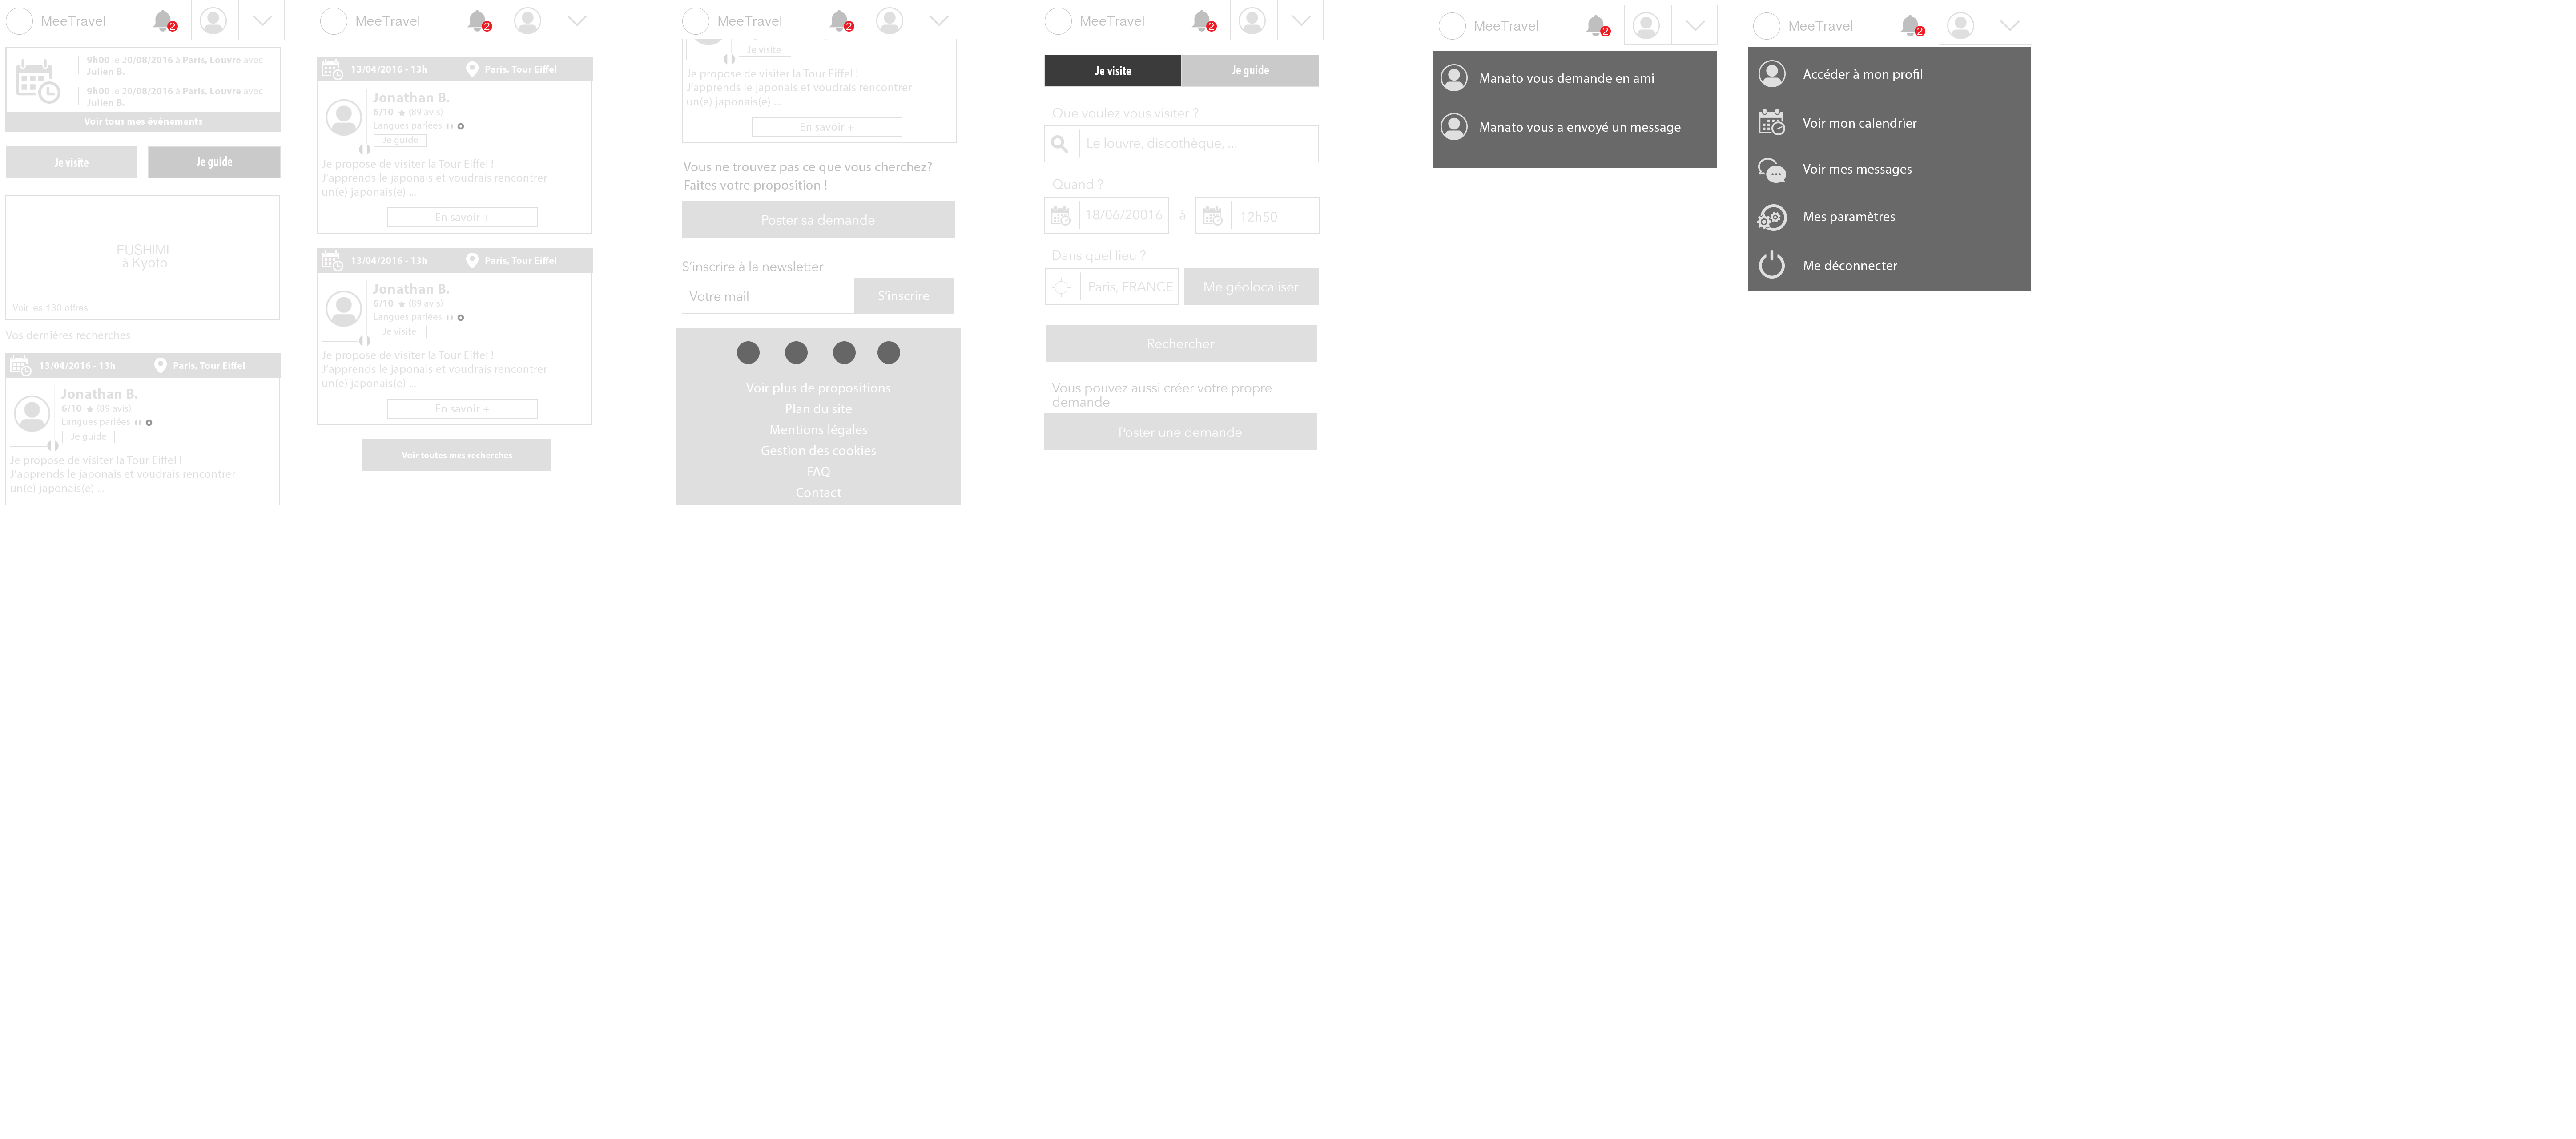 MeeTravel
2
9h00 le 20/08/2016 à Paris, Louvre avec
Julien B.
9h00 le 20/08/2016 à Paris, Louvre avec
Julien B.
Voir tous mes évènements
Je visite
Je guide
FUSHIMI
à Kyoto
Voir les 130 offres
Vos dernières recherches
13/04/2016 - 13h
Paris, Tour Eiffel
Jonathan B.
6/10 (89 avis)
Langues parlées
Je guide
Je propose de visiter la Tour Eiffel !
J'apprends le japonais et voudrais rencontrer
un(e) japonais(e) ...
MeeTravel
2
13/04/2016 - 13h
Paris, Tour Eiffel
Jonathan B.
6/10 (89 avis)
Langues parlées
Je guide
Je propose de visiter la Tour Eiffel !
J'apprends le japonais et voudrais rencontrer
un(e) japonais(e) ...
En savoir +
13/04/2016 - 13h
Paris, Tour Eiffel
Jonathan B.
6/10 (89 avis)
Langues parlées
Je visite
Je propose de visiter la Tour Eiffel !
J'apprends le japonais et voudrais rencontrer
un(e) japonais(e) ...
En savoir +
Voir toutes mes recherches
MeeTravel
2
Je visite
Je propose de visiter la Tour Eiffel !
J'apprends le japonais et voudrais rencontrer
un(e) japonais(e) ...
En savoir +
Vous ne trouvez pas ce que vous cherchez?
Faites votre proposition !
Poster sa demande
S'inscrire à la newsletter
Votre mail
S'inscrire
Voir plus de propositions
Plan du site
Mentions légales
Gestion des cookies
FAQ
Contact
MeeTravel
2
Je visite
Je guide
Que voulez vous visiter ?
Le louvre, discothèque, ...
Quand ?
18/06/20016
à
12h50
Dans quel lieu ?
Paris, FRANCE
Me géolocaliser
Rechercher
Vous pouvez aussi créer votre propre
demande
Poster une demande
MeeTravel
2
Manato vous demande en ami
Manato vous a envoyé un message
MeeTravel
2
Accéder à mon profil
Voir mon calendrier
Voir mes messages
Mes paramètres
Me déconnecter